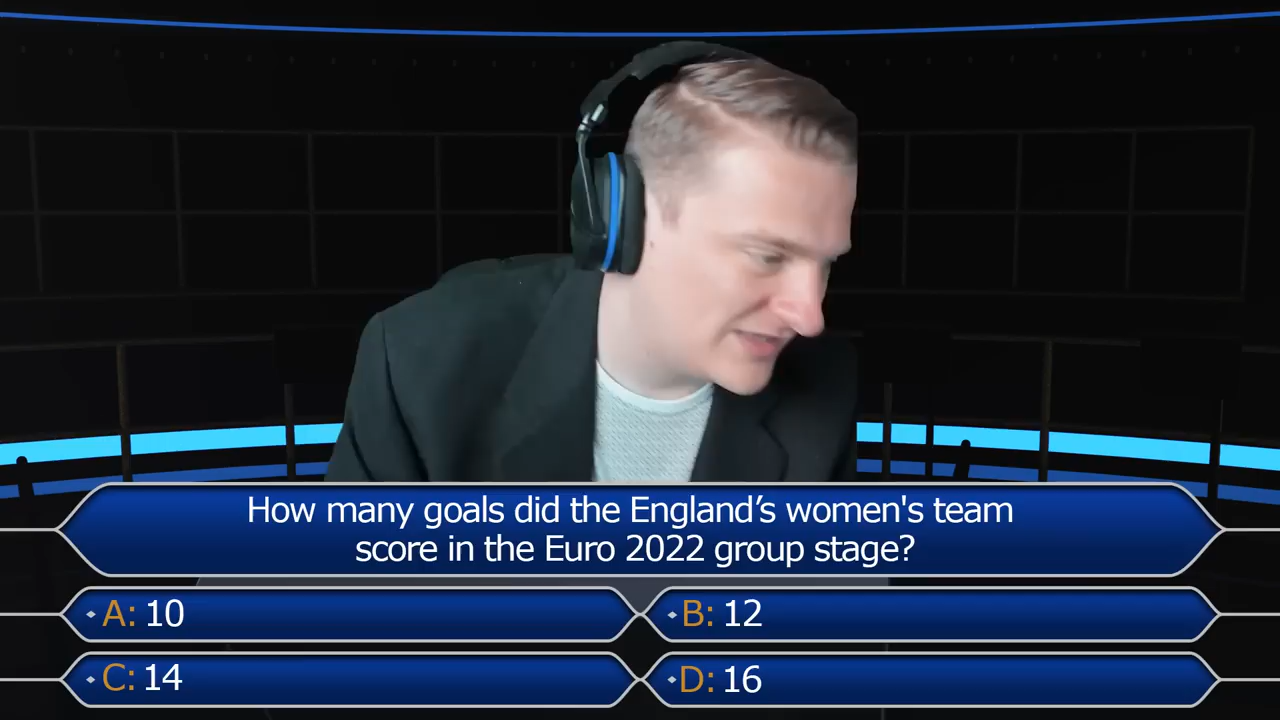 How many goals did the England’s women's team
score in the Euro 2022 group stage?
A: 10
B: 12
C: 14
D: 16